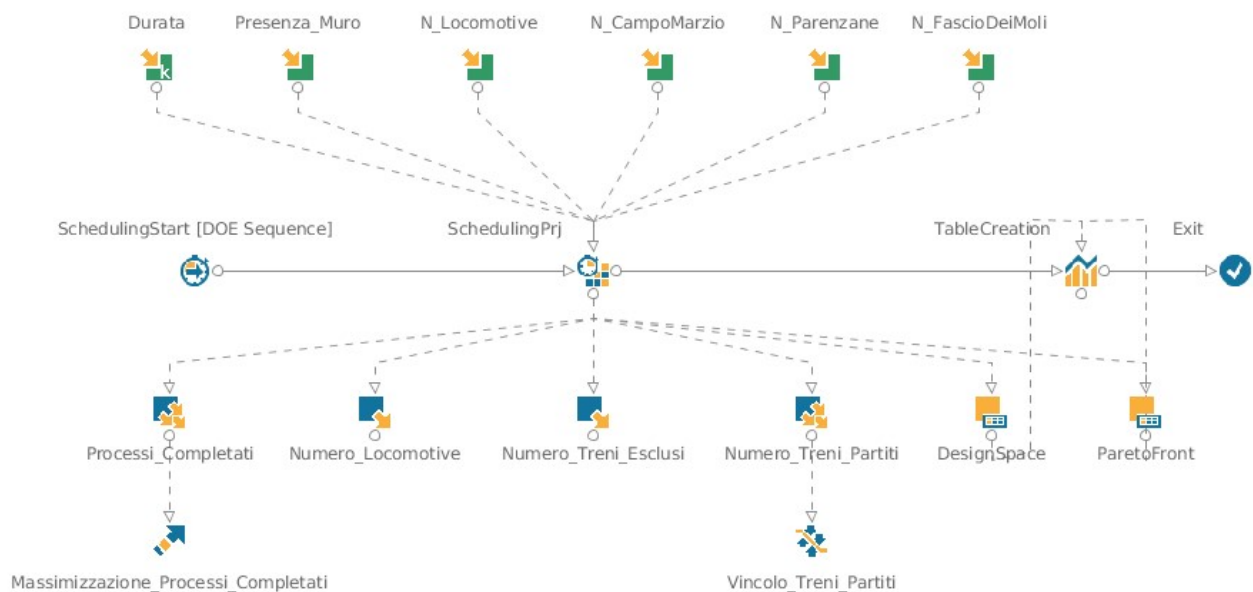 Durata Presenza_Muro N_Locomotive N_CampoMarzio N_Parenzane N_FascioDeiMoli
k
SchedulingStart [DOE Sequence] SchedulingPrj TableCreation Exit
Processi_Completati Numero_Locomotive Numero_Treni_Esclusi Numero_Treni_Partiti DesignSpace ParetoFront
Massimizzazione_Processi_Completati Vincolo_Treni_Partiti